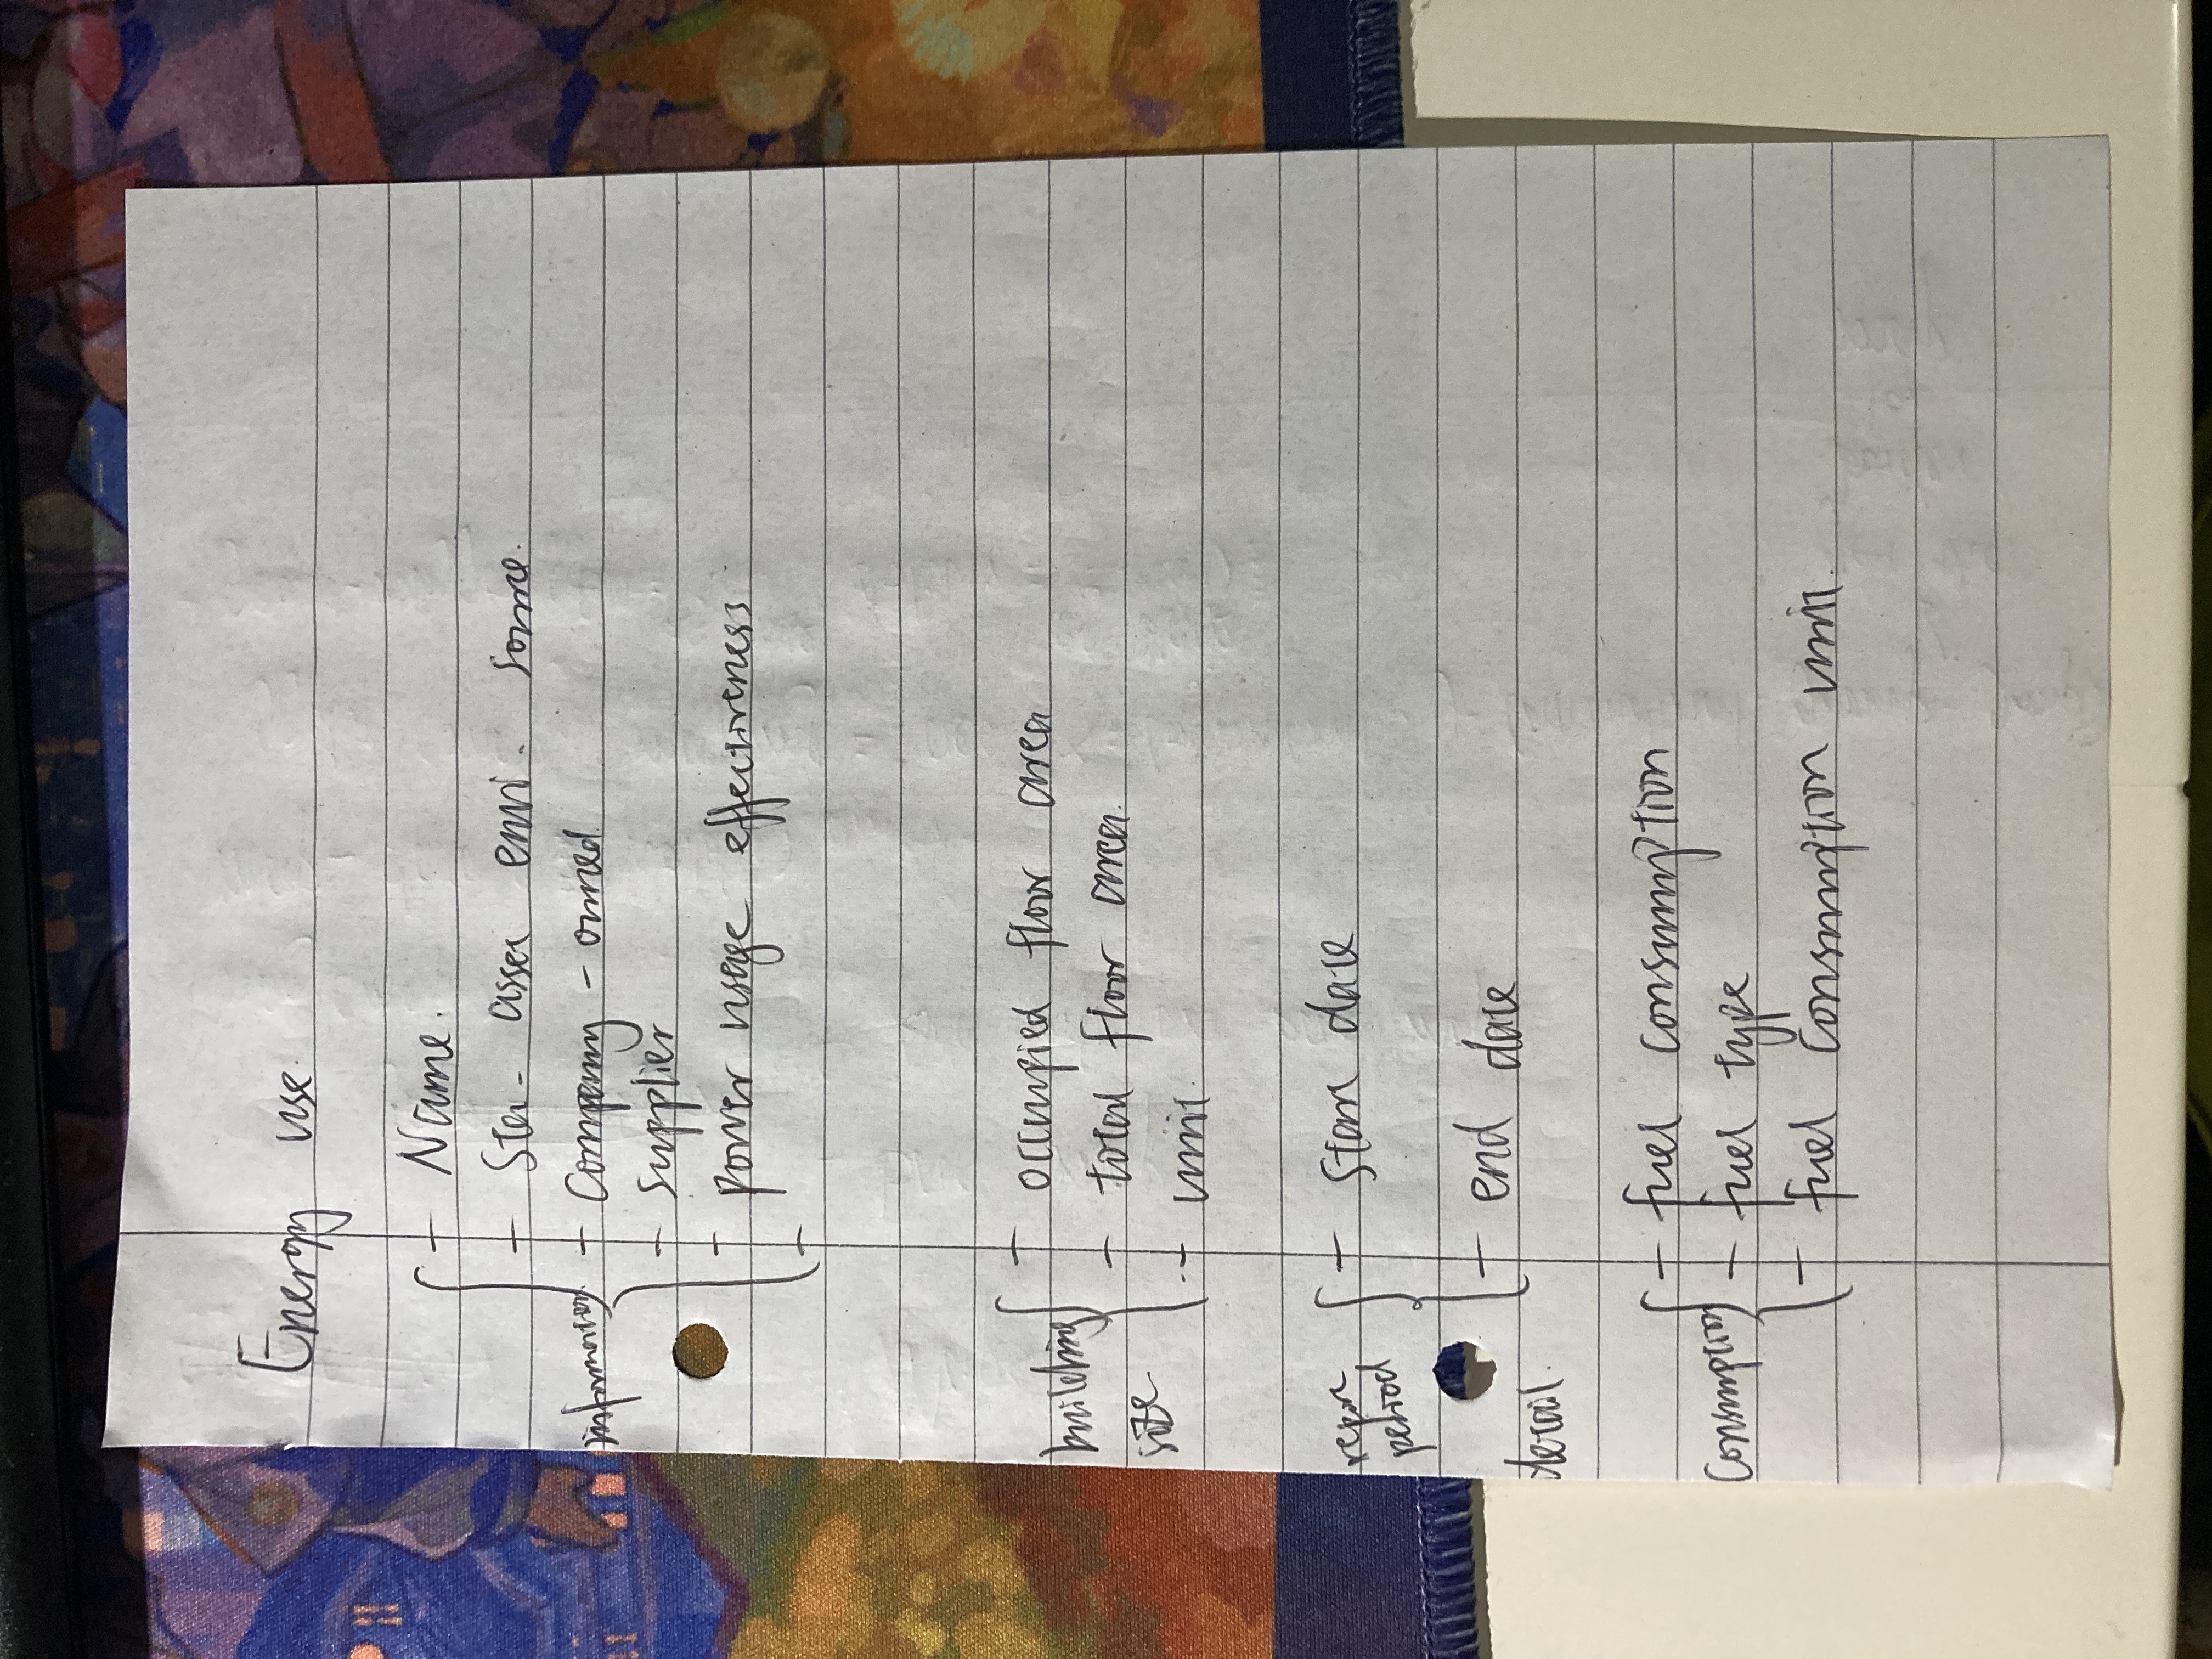 Energy use.
information
- Name.
- Sta- asset envi. source.
- Company-owned
- supplier
- power usage effectiveness
-
building size
- occupied floor area
- total floor area.
- unit.
report period
- start date
- end date
detail.
consumption
- fuel consumption
- fuel type
- fuel consumption unit.